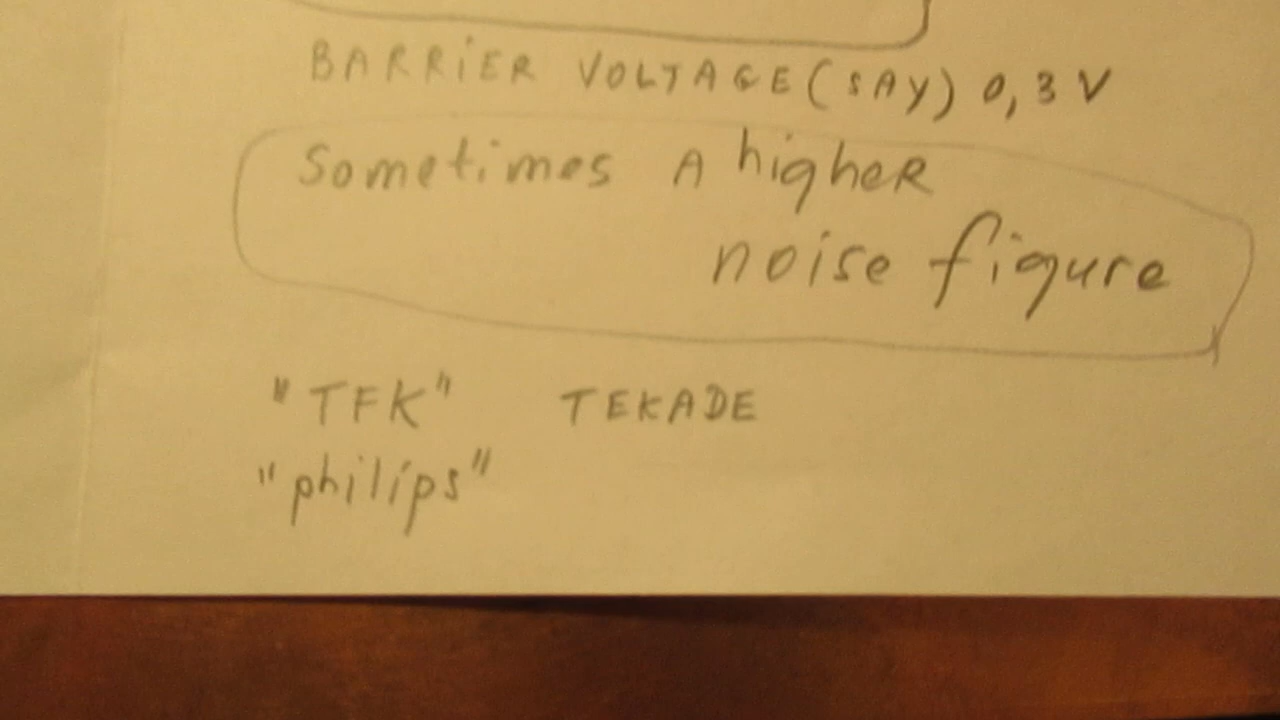 BARRiER VOLTAGE (SAY) 0,3 V
Sometimes A higheR
noise figure
"TFK" TEKADE
"philips"